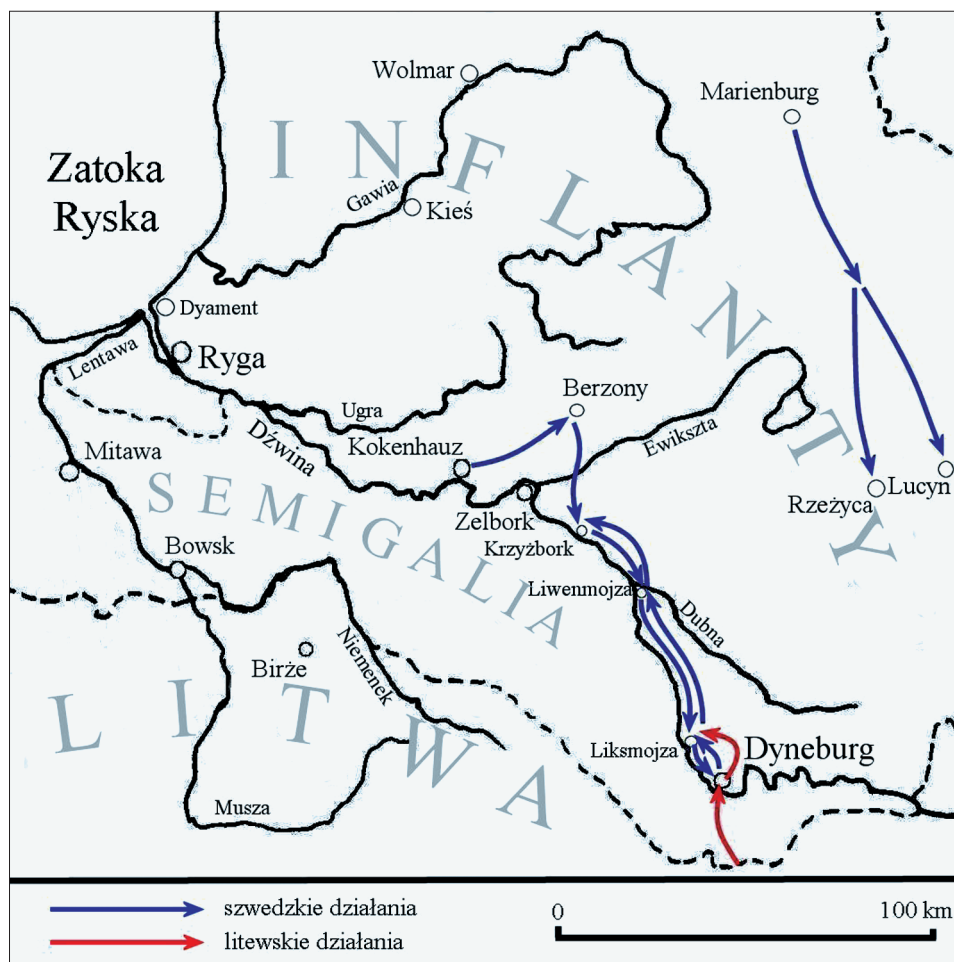 Wolmar
Marienburg
INFLANTY
Zatoka
Ryska
Gawia
Kieś
Dyament
Lentawa
Ryga
Berzony
Ugra
Ewikszta
Dźwina
Kokenhauz
Mitawa
Lucyn
Rzeżyca
SEMIGALIA
Zelbork
Krzyżbork
Bowsk
Liwenmojza
Dubna
Birże
Niemenek
LITWA
Liksmojza
Dyneburg
Musza
szwedzkie działania
litewskie działania
0
100 km